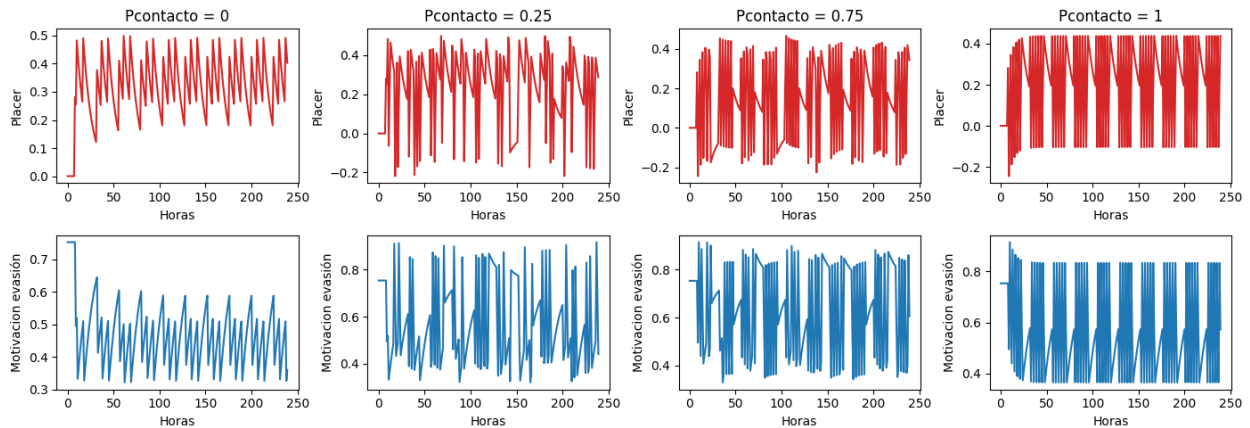 Pcontacto = 0
Pcontacto = 0.25
Pcontacto = 0.75
Pcontacto = 1
Placer
0.5
0.4
0.3
0.2
0.1
0.0
0 50 100 150 200 250
Horas
Placer
0.4
0.2
0.0
−0.2
0 50 100 150 200 250
Horas
Placer
0.4
0.2
0.0
−0.2
0 50 100 150 200 250
Horas
Placer
0.4
0.2
0.0
−0.2
0 50 100 150 200 250
Horas
Motivacion evasión
0.7
0.6
0.5
0.4
0.3
0 50 100 150 200 250
Horas
Motivacion evasión
0.8
0.6
0.4
0 50 100 150 200 250
Horas
Motivacion evasión
0.8
0.6
0.4
0 50 100 150 200 250
Horas
Motivacion evasión
0.8
0.6
0.4
0 50 100 150 200 250
Horas